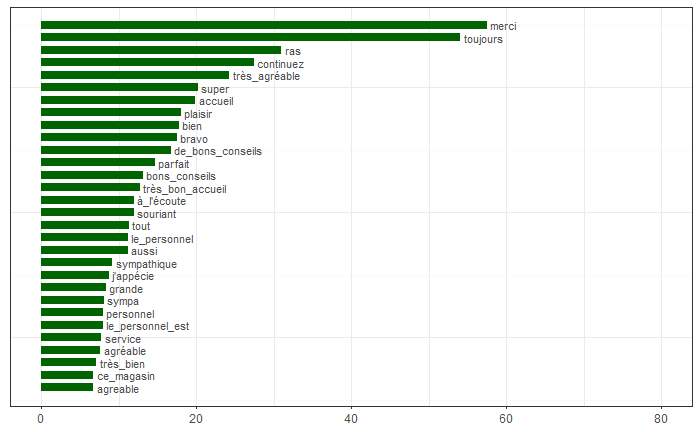 merci
toujours
ras
continuez
très_agréable
super
accueil
plaisir
bien
bravo
de_bons_conseils
parfait
bons_conseils
très_bon_accueil
à_l'écoute
souriant
tout
le_personnel
aussi
sympathique
j'appécie
grande
sympa
personnel
le_personnel_est
service
agréable
très_bien
ce_magasin
agreable
0 20 40 60 80